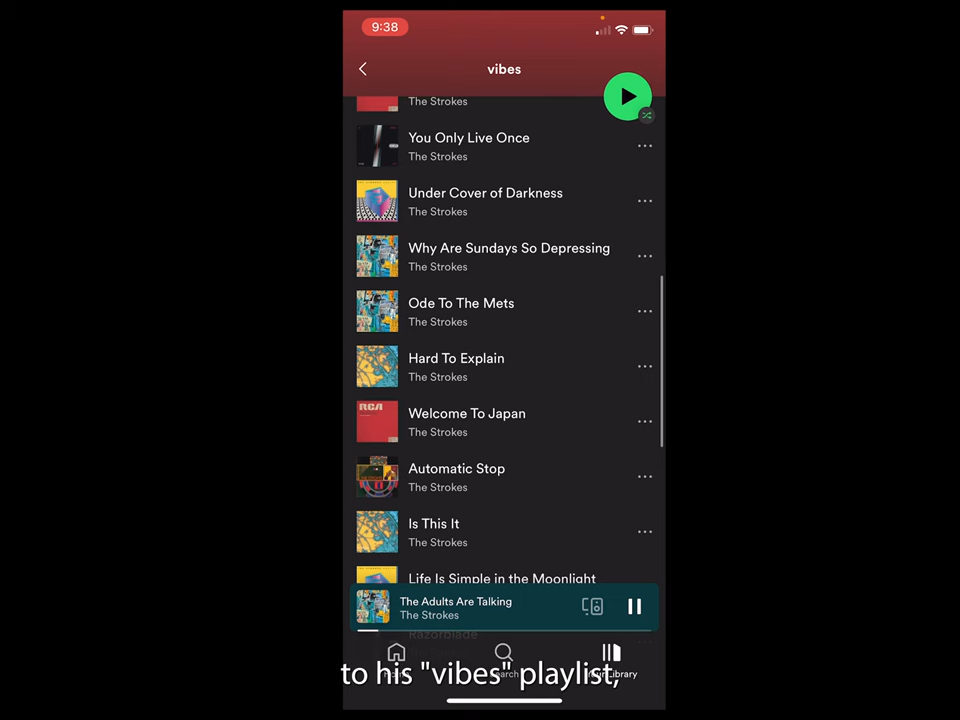 9:38
vibes
The Strokes
You Only Live Once
The Strokes
Under Cover of Darkness
The Strokes
Why Are Sundays So Depressing
The Strokes
Ode To The Mets
The Strokes
Hard To Explain
The Strokes
RCA
Welcome To Japan
The Strokes
Automatic Stop
The Strokes
Is This It
The Strokes
Life Is Simple in the Moonlight
The Adults Are Talking
The Strokes
Razorblade
to his "vibes" playlist,
Library